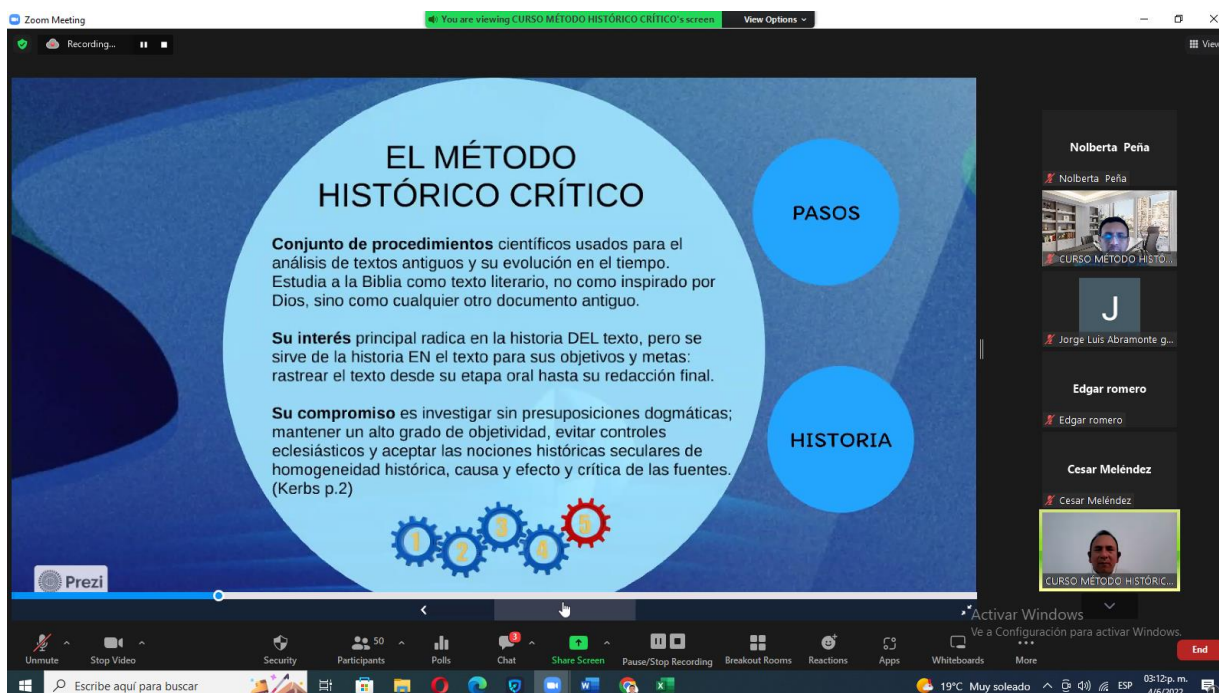 Zoom Meeting
You are viewing CURSO MÉTODO HISTÓRICO CRÍTICO's screen
View Options
Recording...
View
EL MÉTODO
HISTÓRICO CRÍTICO
Conjunto de procedimientos científicos usados para el
análisis de textos antiguos y su evolución en el tiempo.
Estudia a la Biblia como texto literario, no como inspirado por
Dios, sino como cualquier otro documento antiguo.
Su interés principal radica en la historia DEL texto, pero se
sirve de la historia EN el texto para sus objetivos y metas:
rastrear el texto desde su etapa oral hasta su redacción final.
Su compromiso es investigar sin presuposiciones dogmáticas;
mantener un alto grado de objetividad, evitar controles
eclesiásticos y aceptar las nociones históricas seculares de
homogeneidad histórica, causa y efecto y crítica de las fuentes.
(Kerbs p.2)
1 2 3 4 5
PASOS
HISTORIA
Prezi
Nolberta Peña
Nolberta Peña
CURSO MÉTODO HISTÓ...
J
Jorge Luis Abramonte g...
Edgar romero
Edgar romero
Cesar Meléndez
Cesar Meléndez
CURSO MÉTODO HISTÓRIC...
Activar Windows
Ve a Configuración para activar Windows.
Unmute
Stop Video
Security
50
Participants
Polls
3
Chat
Share Screen
Pause/Stop Recording
Breakout Rooms
Reactions
Apps
Whiteboards
More
End
Escribe aquí para buscar
19°C Muy soleado
ESP
03:12p. m.
4/6/2022